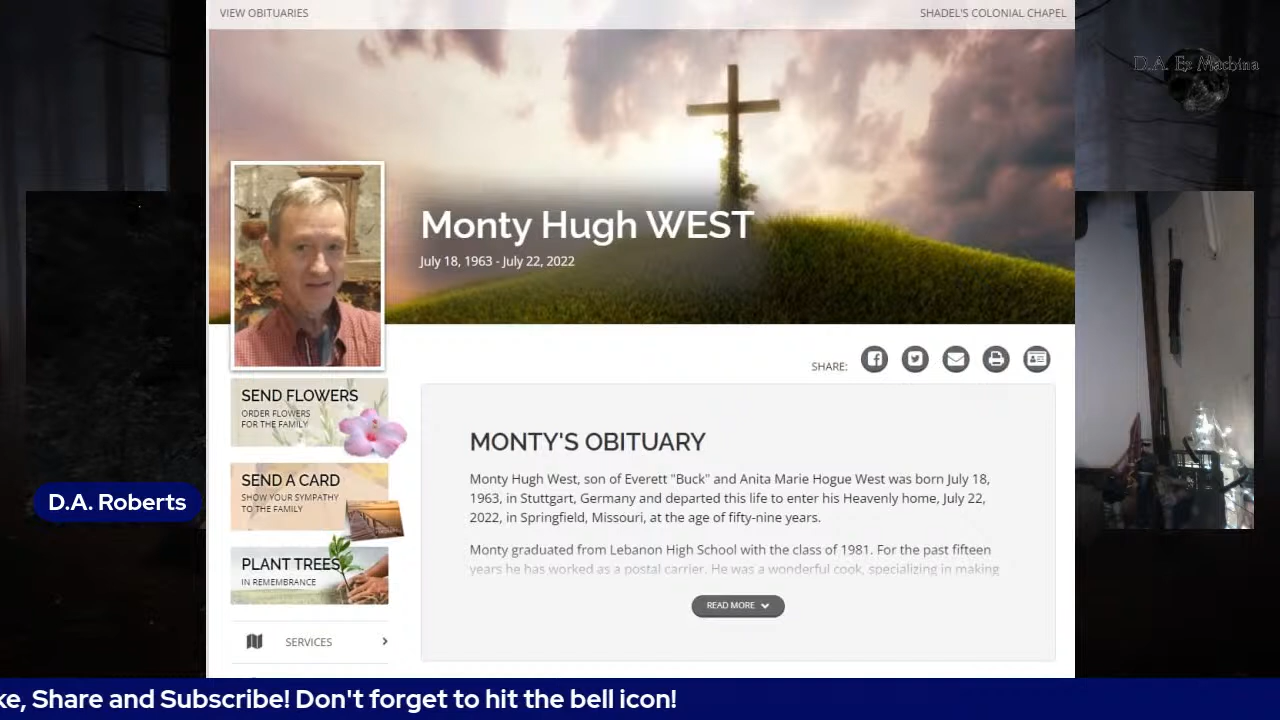 VIEW OBITUARIES
SHADEL'S COLONIAL CHAPEL
D.A. Ex Machina
Monty Hugh WEST
July 18, 1963 - July 22, 2022
SHARE:
SEND FLOWERS
ORDER FLOWERS
FOR THE FAMILY
SEND A CARD
SHOW YOUR SYMPATHY
TO THE FAMILY
PLANT TREES
IN REMEMBRANCE
SERVICES
MONTY'S OBITUARY
Monty Hugh West, son of Everett "Buck" and Anita Marie Hogue West was born July 18,
1963, in Stuttgart, Germany and departed this life to enter his Heavenly home, July 22,
2022, in Springfield, Missouri, at the age of fifty-nine years.
Monty graduated from Lebanon High School with the class of 1981. For the past fifteen
years he has worked as a postal carrier. He was a wonderful cook, specializing in making
READ MORE
D.A. Roberts
ke, Share and Subscribe! Don't forget to hit the bell icon!